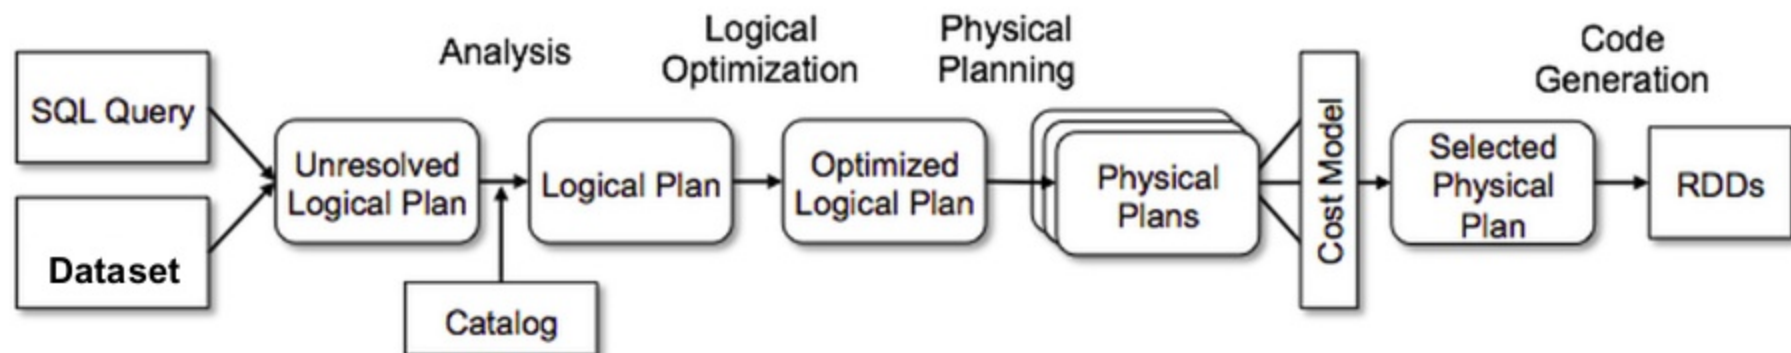 Analysis
Logical
Optimization
Physical
Planning
Code
Generation
SQL Query
Dataset
Unresolved
Logical Plan
Catalog
Logical Plan
Optimized
Logical Plan
Physical
Plans
Cost Model
Selected
Physical
Plan
RDDs